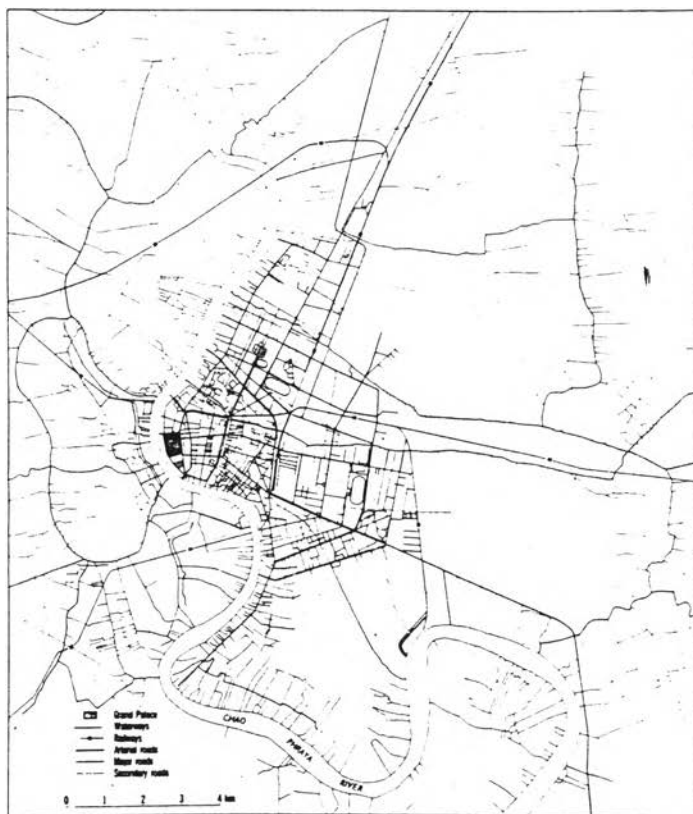 CHAO
PHRAYA
RIVER
Grand Palace
Waterways
Railways
Arterial roads
Major roads
Secondary roads
0 1 2 3 4 km